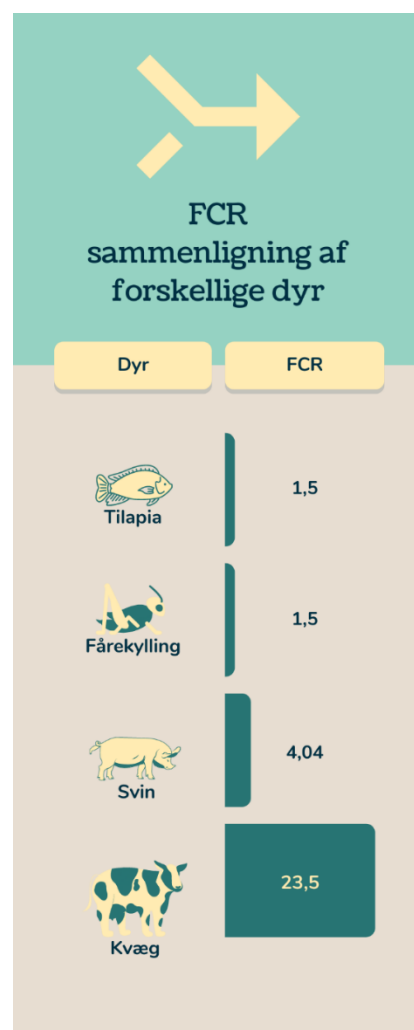 FCR
sammenligning af
forskellige dyr
Dyr FCR
Tilapia 1,5
Fårekylling 1,5
Svin 4,04
Kvæg 23,5